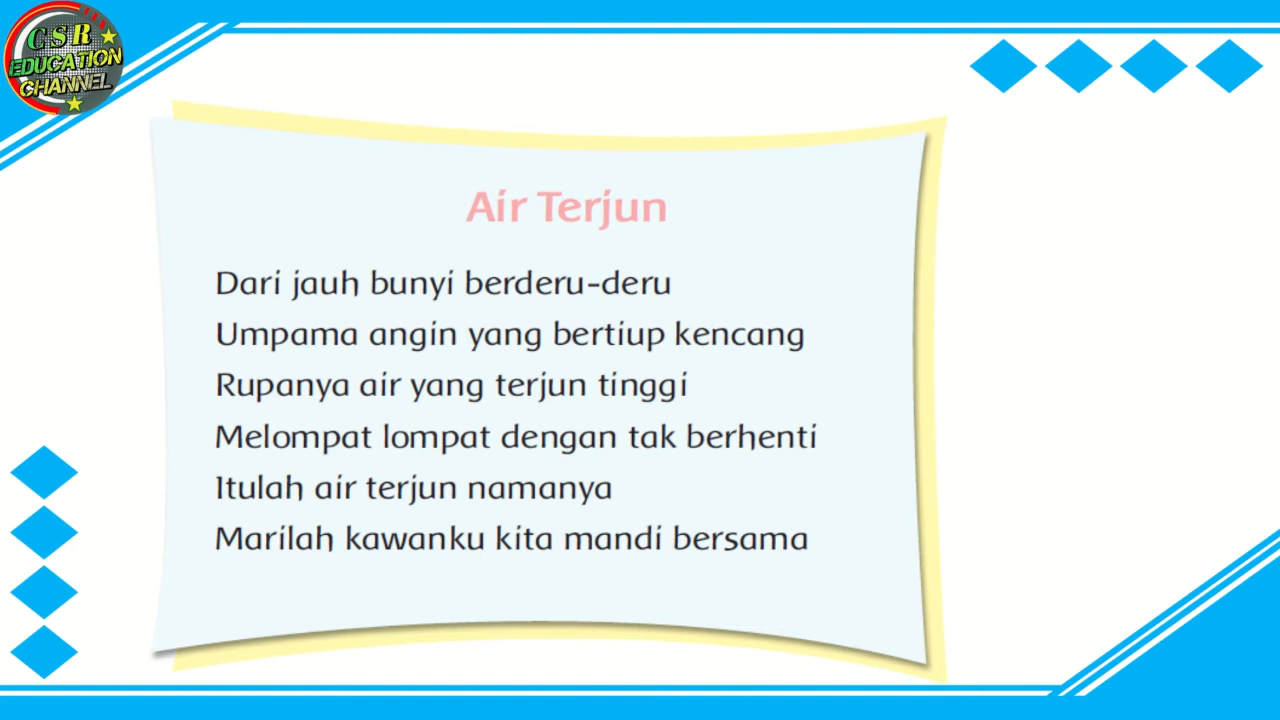 CSR
EDUCATION
CHANNEL
Air Terjun
Dari jauh bunyi berderu-deru
Umpama angin yang bertiup kencang
Rupanya air yang terjun tinggi
Melompat lompat dengan tak berhenti
Itulah air terjun namanya
Marilah kawanku kita mandi bersama